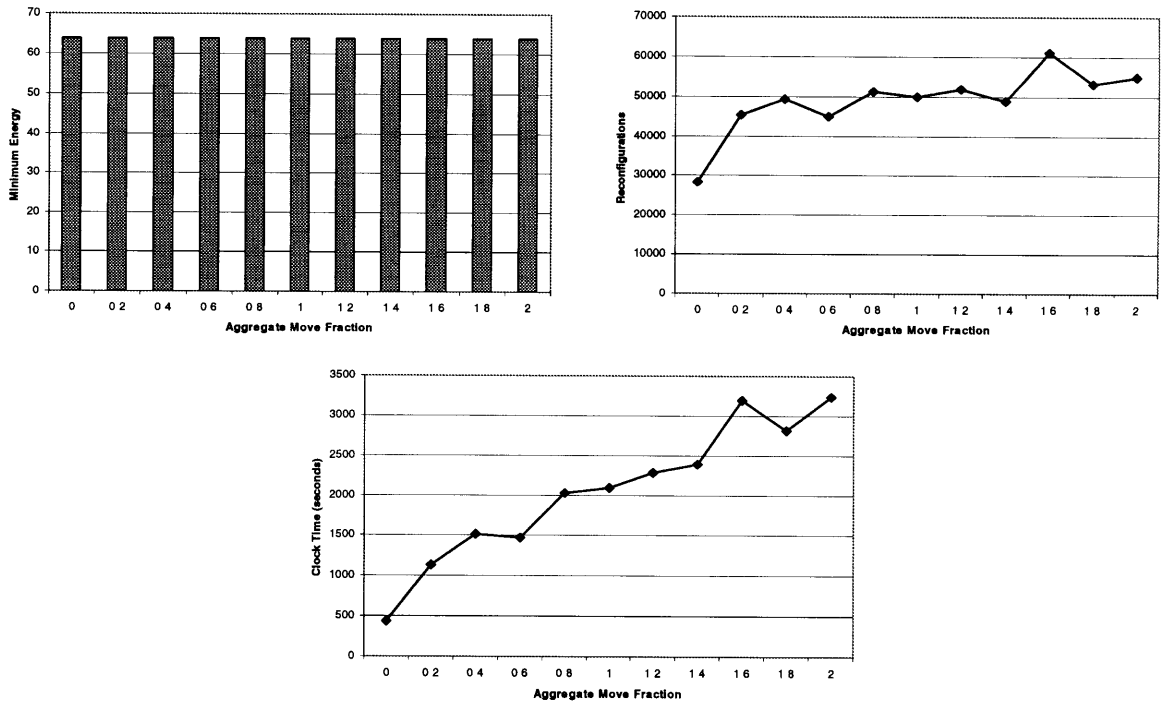 70
60
50
40
30
20
10
0
Minimum Energy
0 0 2 0 4 0 6 0 8 1 1 2 1 4 1 6 1 8 2
Aggregate Move Fraction
70000
60000
50000
40000
30000
20000
10000
0
Reconfigurations
0 0 2 0 4 0 6 0 8 1 1 2 1 4 1 6 1 8 2
Aggregate Move Fraction
3500
3000
2500
2000
1500
1000
500
0
Clock Time (seconds)
0 0 2 0 4 0 6 0 8 1 1 2 1 4 1 6 1 8 2
Aggregate Move Fraction